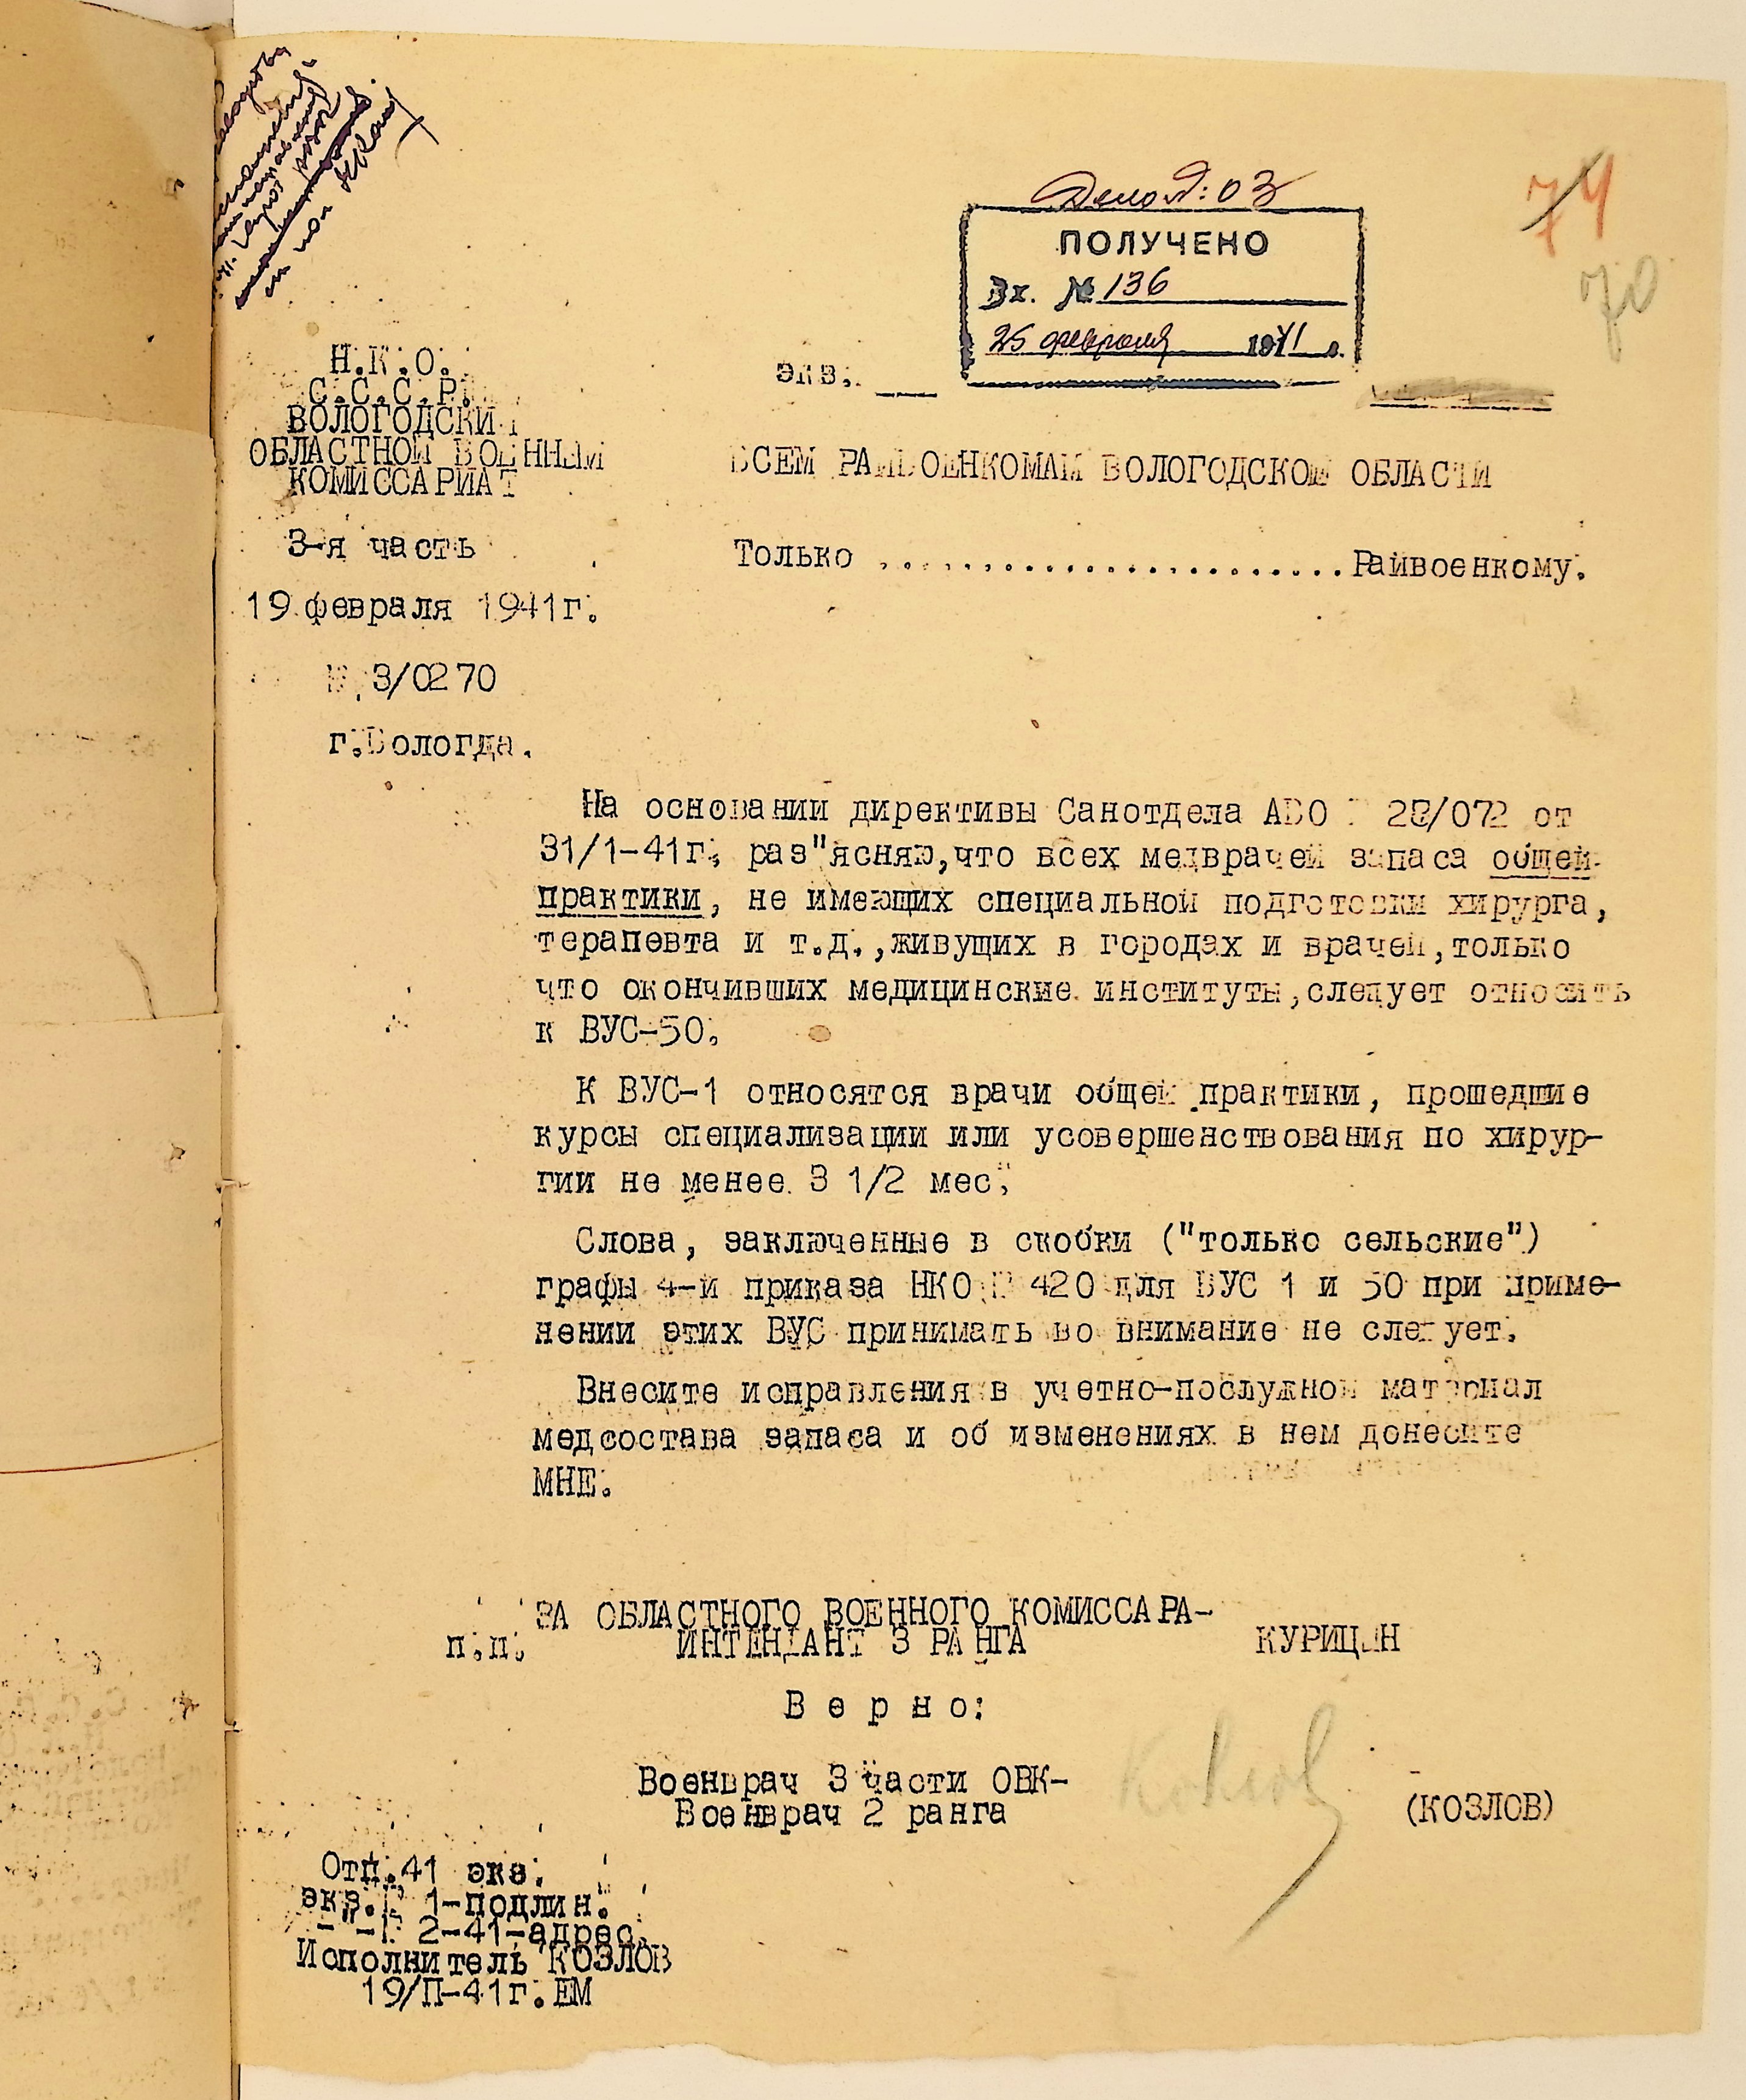 Дело №: 03
ПОЛУЧЕНО
Вх. № 136
25 февраля 1941 г.
74
70
Н.К.О.
С.С.С.Р.
ВОЛОГОДСКИЙ
ОБЛАСТНОЙ ВОЕННЫЙ
КОМИССАРИАТ
3-я часть
19 февраля 1941г.
№ 3/0270
г.Вологда.
экз.
ВСЕМ РАЙВОЕНКОМАМ ВОЛОГОДСКОЙ ОБЛАСТИ
Только ........................Райвоенкому.
На основании директивы Санотдела АВО № 28/072 от
31/1-41г. раз"ясняю,что всех медврачей запаса общей
практики, не имеющих специальной подготовки хирурга,
терапевта и т.д.,живущих в городах и врачей,только
что окончивших медицинские институты,следует относить
к ВУС-50.
К ВУС-1 относятся врачи общей практики, прошедшие
курсы специализации или усовершенствования по хирур-
гии не менее 3 1/2 мес.
Слова, заключенные в скобки ("только сельские")
графы 4-й приказа НКО № 420 для ВУС 1 и 50 при приме-
нении этих ВУС принимать во внимание не следует.
Внесите исправления в учетно-послужной материал
медсостава запаса и об изменениях в нем донесите
МНЕ.
ЗА ОБЛАСТНОГО ВОЕННОГО КОМИССАРА-
п.п. ИНТЕНДАНТ 3 РАНГА КУРИЦЫН
Верно:
Военврач 3 части ОВК-
Военврач 2 ранга (КОЗЛОВ)
Козлов
Отп.41 экз.
экз.№ 1-подлин.
-"-№ 2-41-адрес.
Исполнитель КОЗЛОВ
19/П-41г.ЕМ